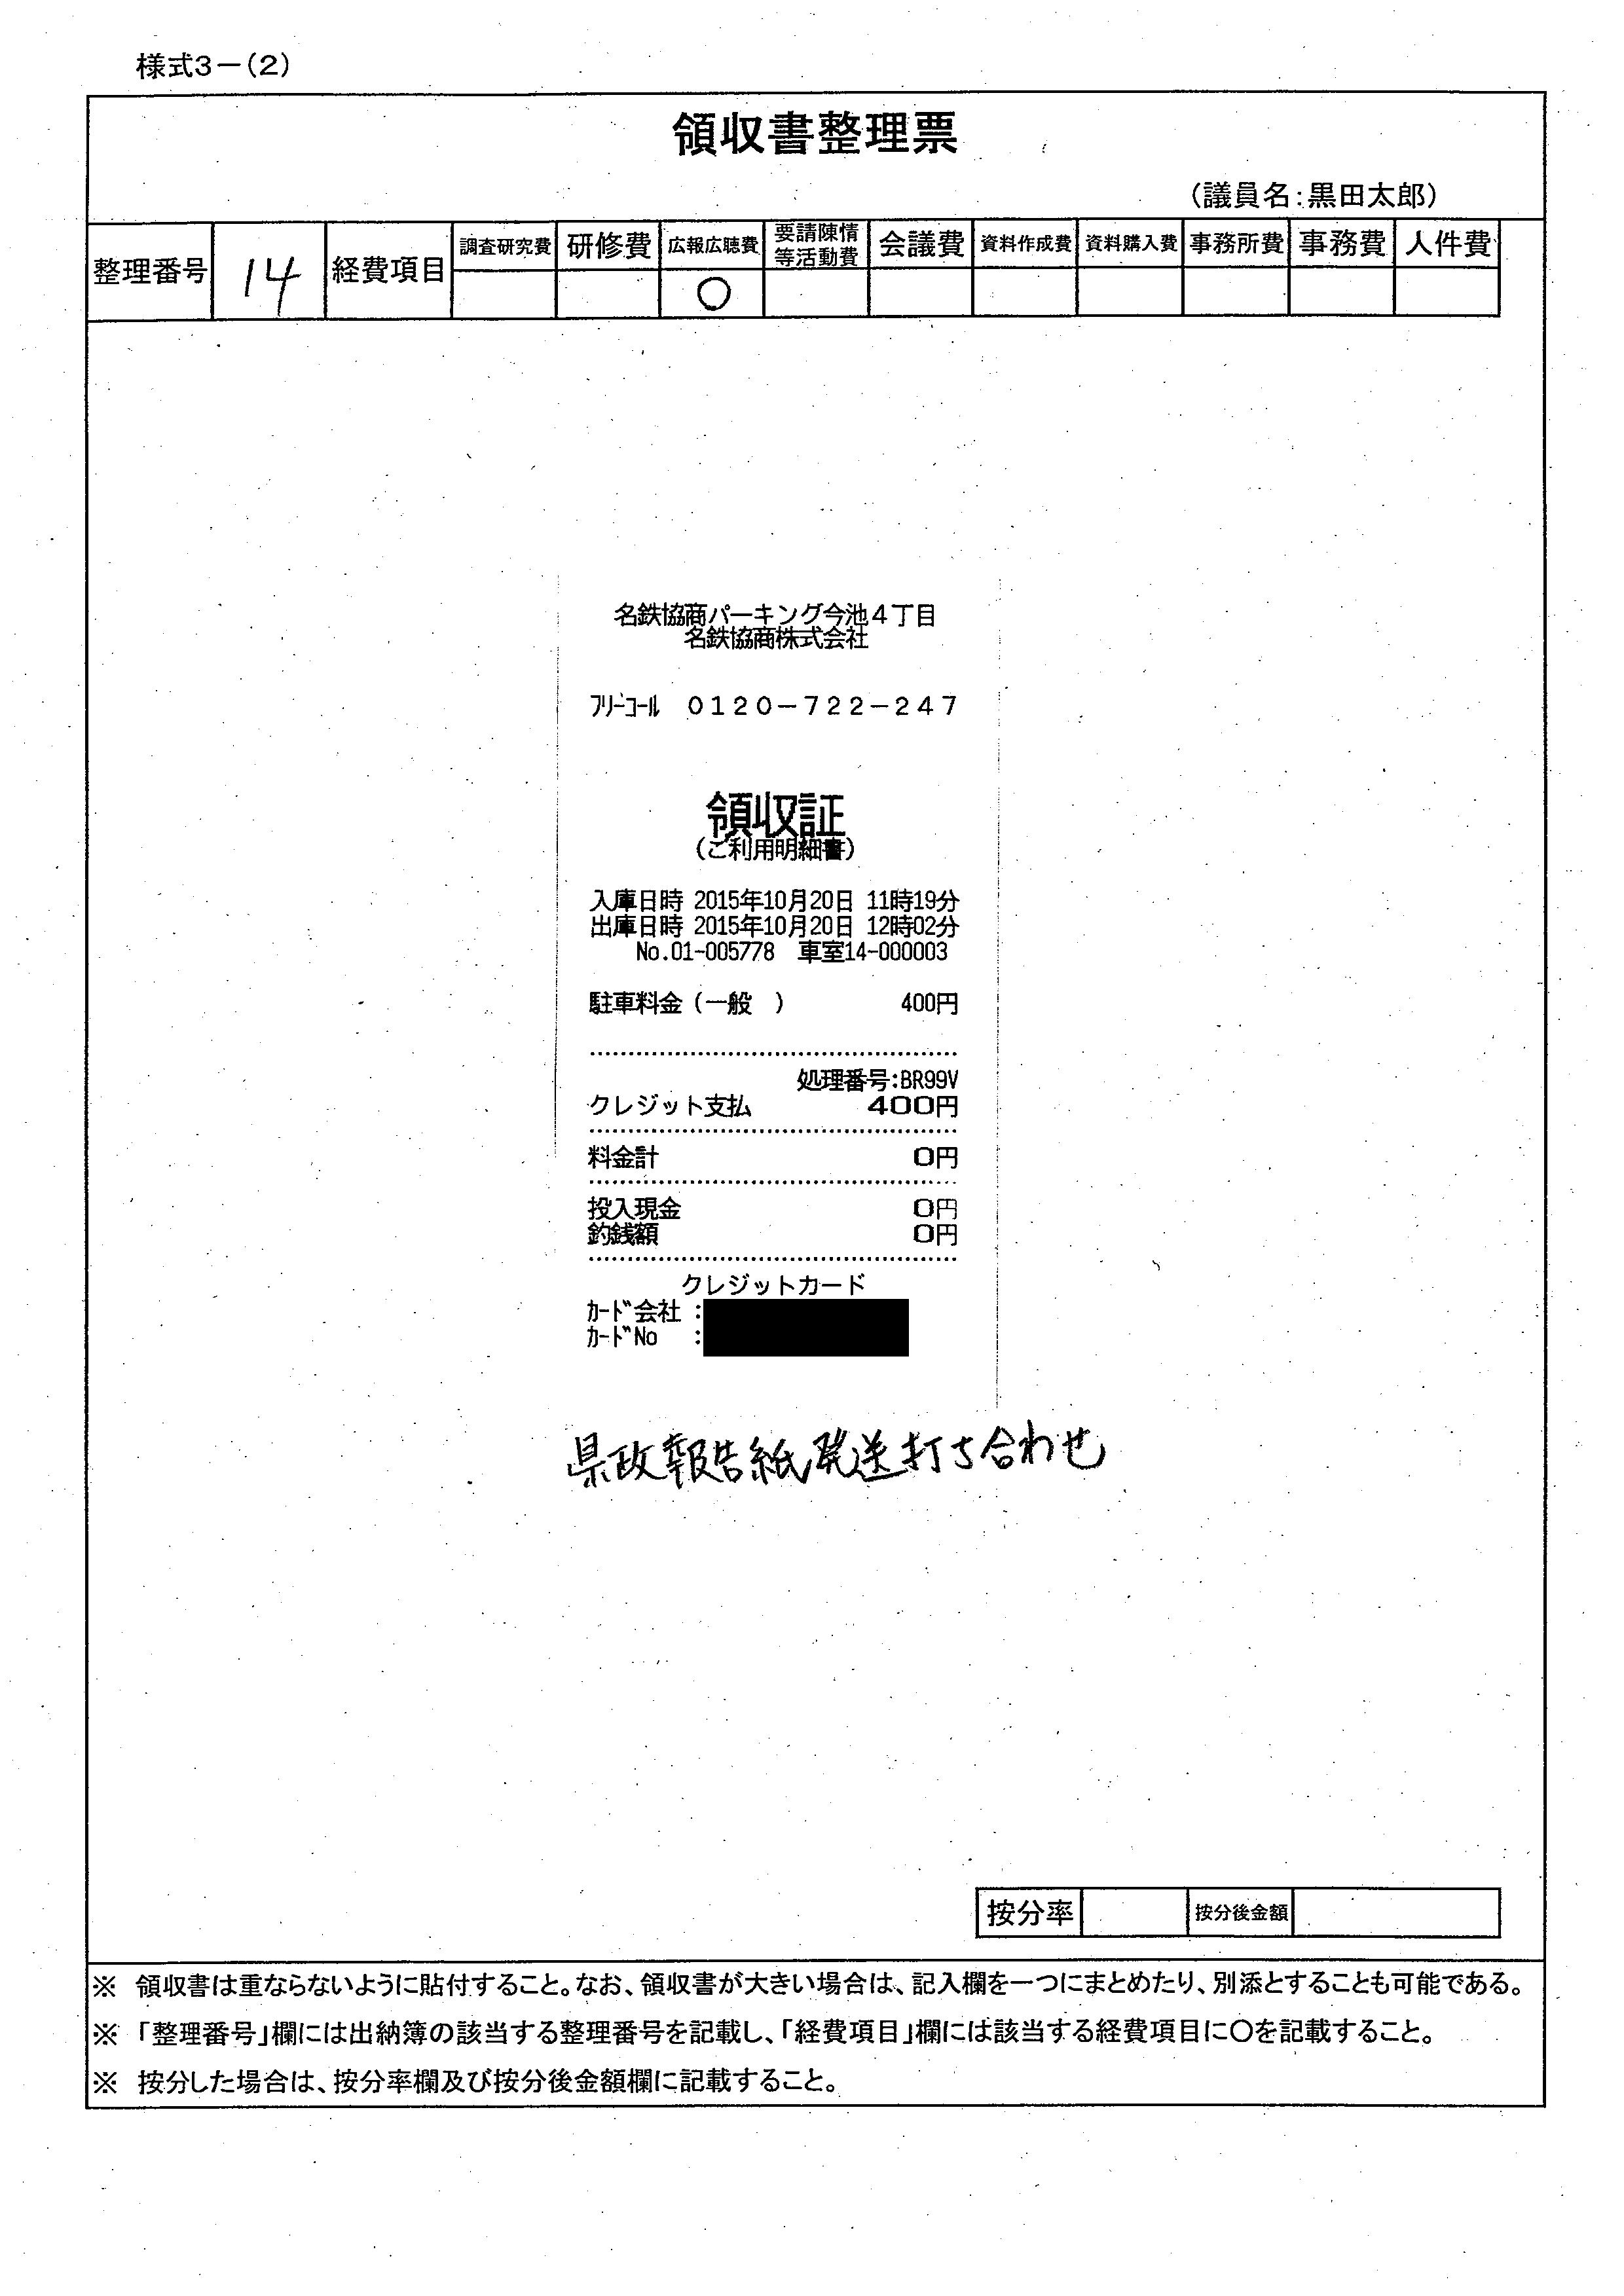 様式3－(2)
領収書整理票
（議員名：黒田太郎）
整理番号 14 経費項目 調査研究費 研修費 広報広聴費 要請陳情等活動費 会議費 資料作成費 資料購入費 事務所費 事務費 人件費
○
名鉄協商パーキング今池４丁目
名鉄協商株式会社
ﾌﾘｰｺｰﾙ ０１２０－７２２－２４７
領収証
（ご利用明細書）
入庫日時 2015年10月20日 11時19分
出庫日時 2015年10月20日 12時02分
No.01-005778 車室14-000003
駐車料金（一般　） 400円
処理番号:BR99V
クレジット支払 400円
料金計 0円
投入現金 0円
釣銭額 0円
クレジットカード
ｶｰﾄﾞ会社 :
ｶｰﾄﾞNo :
県政報告紙発送打ち合わせ
按分率 按分後金額
※ 領収書は重ならないように貼付すること。なお、領収書が大きい場合は、記入欄を一つにまとめたり、別添とすることも可能である。
※ 「整理番号」欄には出納簿の該当する整理番号を記載し、「経費項目」欄には該当する経費項目に○を記載すること。
※ 按分した場合は、按分率欄及び按分後金額欄に記載すること。